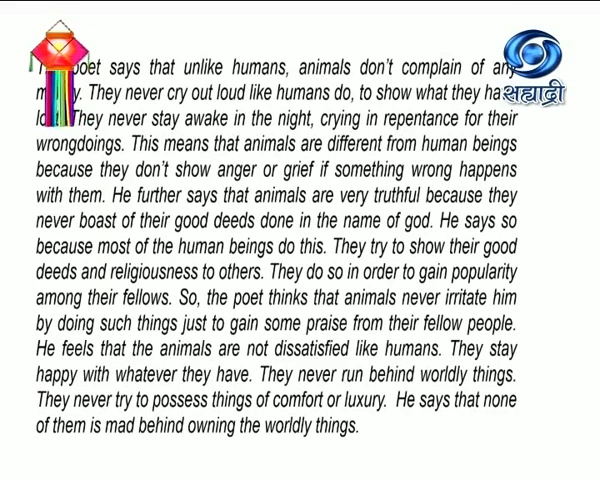 poet says that unlike humans, animals don't complain of any
They never cry out loud like humans do, to show what they
They never stay awake in the night, crying in repentance for their
wrongdoings. This means that animals are different from human beings
because they don't show anger or grief if something wrong happens
with them. He further says that animals are very truthful because they
never boast of their good deeds done in the name of god. He says so
because most of the human beings do this. They try to show their good
deeds and religiousness to others. They do so in order to gain popularity
among their fellows. So, the poet thinks that animals never irritate him
by doing such things just to gain some praise from their fellow people.
He feels that the animals are not dissatisfied like humans. They stay
happy with whatever they have. They never run behind worldly things.
They never try to possess things of comfort or luxury. He says that none
of them is mad behind owning the worldly things.
सह्याद्री